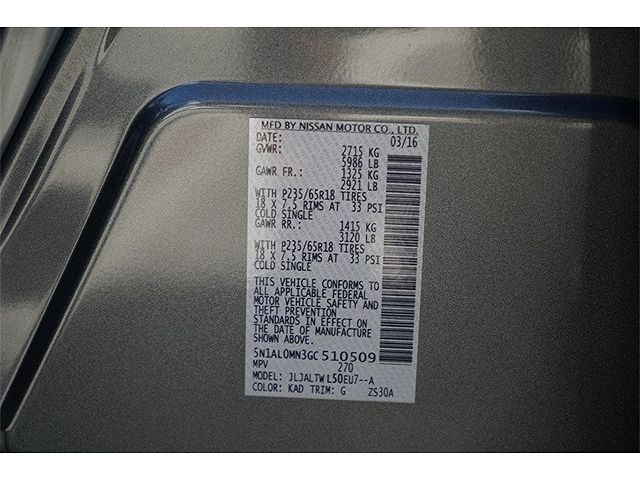 MFD BY NISSAN MOTOR CO., LTD.
DATE: 03/16
GVWR: 2715 KG
5986 LB
GAWR FR.: 1325 KG
2921 LB
WITH P235/65R18 TIRES
18 X 7.5 RIMS AT 33 PSI
COLD SINGLE
GAWR RR.: 1415 KG
3120 LB
WITH P235/65R18 TIRES
18 X 7.5 RIMS AT 33 PSI
COLD SINGLE
THIS VEHICLE CONFORMS TO
ALL APPLICABLE FEDERAL
MOTOR VEHICLE SAFETY AND
THEFT PREVENTION
STANDARDS IN EFFECT ON
THE DATE OF MANUFACTURE
SHOWN ABOVE.
5N1AL0MN3GC510509
MPV 270
MODEL: JLJALTWL50EU7--A
COLOR: KAD TRIM: G ZS30A